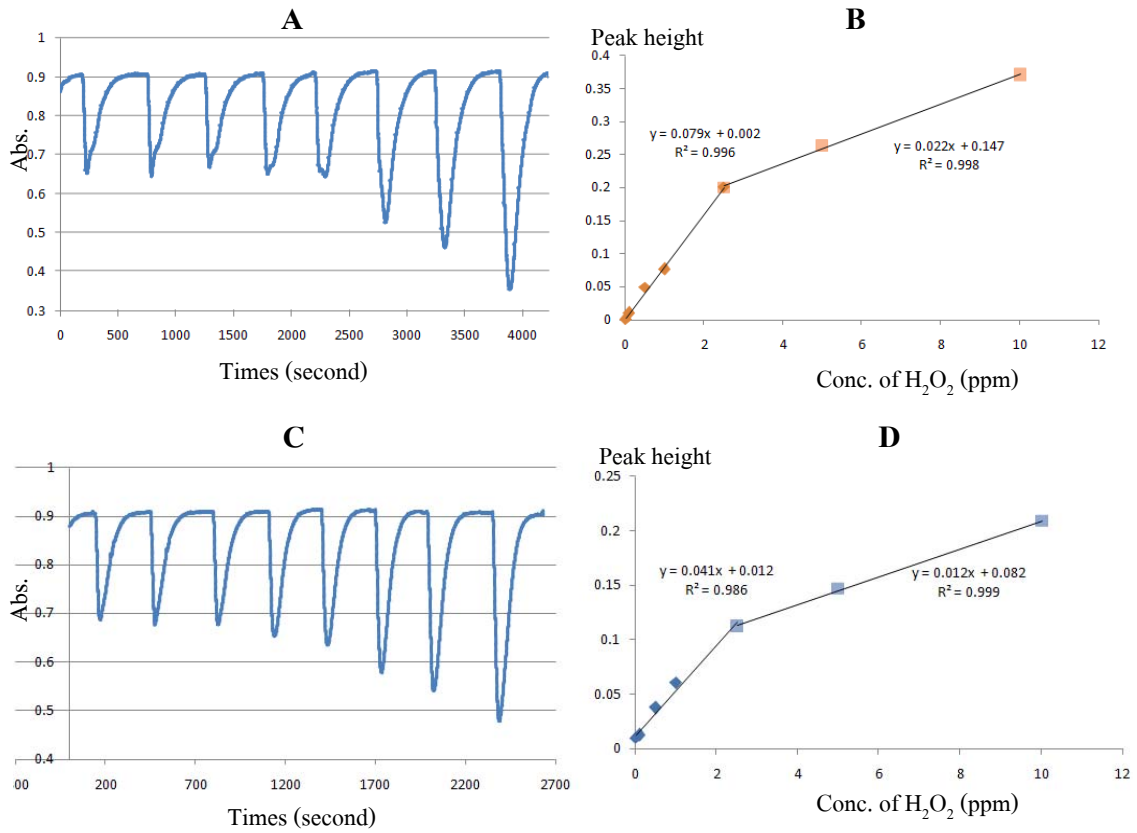 A
Abs.
1
0.9
0.8
0.7
0.6
0.5
0.4
0.3
0 500 1000 1500 2000 2500 3000 3500 4000
Times (second)
B
Peak height
0.4
0.35
0.3
0.25
0.2
0.15
0.1
0.05
0
y = 0.079x + 0.002
R² = 0.996
y = 0.022x + 0.147
R² = 0.998
0 2 4 6 8 10 12
Conc. of H₂O₂ (ppm)
C
Abs.
1
0.9
0.8
0.7
0.6
0.5
0.4
00 200 700 1200 1700 2200 2700
Times (second)
D
Peak height
0.25
0.2
0.15
0.1
0.05
0
y = 0.041x + 0.012
R² = 0.986
y = 0.012x + 0.082
R² = 0.999
0 2 4 6 8 10 12
Conc. of H₂O₂ (ppm)